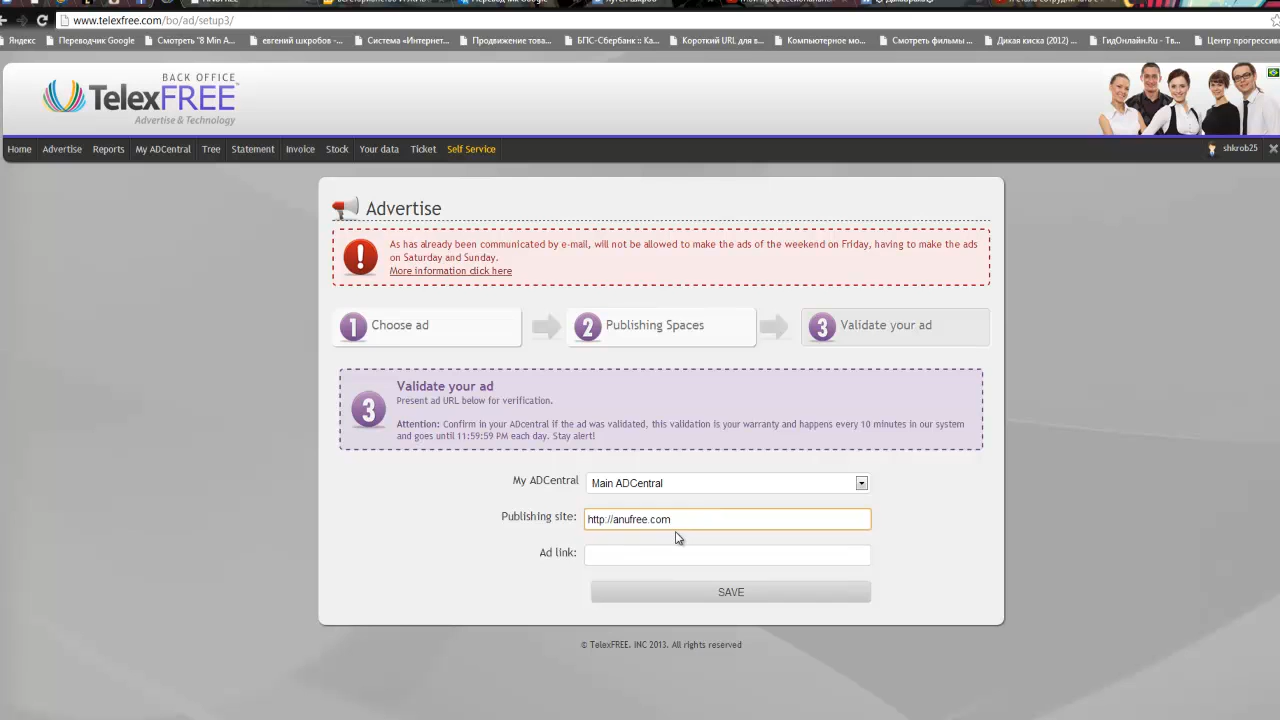 www.telexfree.com/bo/ad/setup3/
Яндекс
Переводчик Google
Смотреть "8 Min A...
евгений шкробов -...
Система «Интернет...
Продвижение това...
БПС-Сбербанк :: Ка...
Короткий URL для в...
Компьютерное мо...
Смотреть фильмы ...
Дикая киска (2012) ...
ГидОнлайн.Ru - Тв...
Центр прогрессив
BACK OFFICE
TelexFREE
Advertise & Technology
Home
Advertise
Reports
My ADCentral
Tree
Statement
Invoice
Stock
Your data
Ticket
Self Service
shkrob25
Advertise
As has already been communicated by e-mail, will not be allowed to make the ads of the weekend on Friday, having to make the ads
on Saturday and Sunday.
More information click here
1 Choose ad
2 Publishing Spaces
3 Validate your ad
3
Validate your ad
Present ad URL below for verification.
Attention: Confirm in your ADcentral if the ad was validated, this validation is your warranty and happens every 10 minutes in our system
and goes until 11:59:59 PM each day. Stay alert!
My ADCentral
Main ADCentral
Publishing site:
http://anufree.com
Ad link:
SAVE
© TelexFREE, INC 2013. All rights reserved